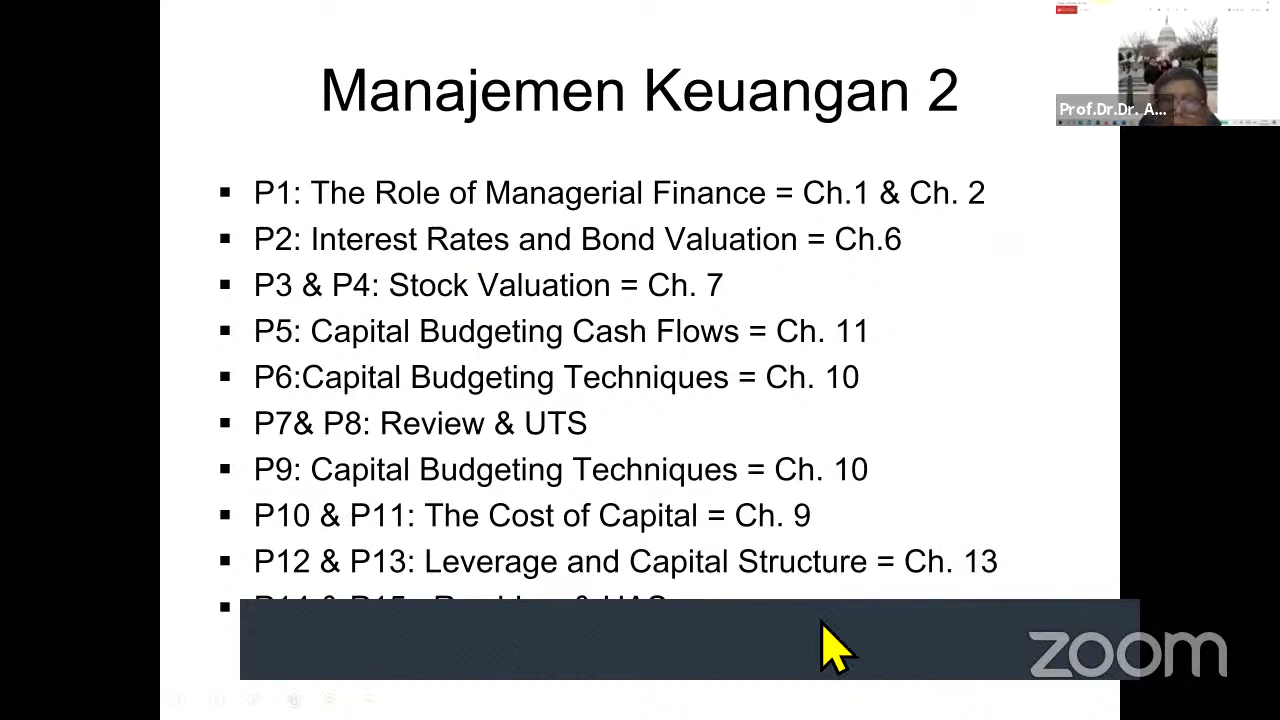 Manajemen Keuangan 2
Prof.Dr.Dr. A...
▪ P1: The Role of Managerial Finance = Ch.1 & Ch. 2
▪ P2: Interest Rates and Bond Valuation = Ch.6
▪ P3 & P4: Stock Valuation = Ch. 7
▪ P5: Capital Budgeting Cash Flows = Ch. 11
▪ P6:Capital Budgeting Techniques = Ch. 10
▪ P7& P8: Review & UTS
▪ P9: Capital Budgeting Techniques = Ch. 10
▪ P10 & P11: The Cost of Capital = Ch. 9
▪ P12 & P13: Leverage and Capital Structure = Ch. 13
▪ P14 & P15:
zoom